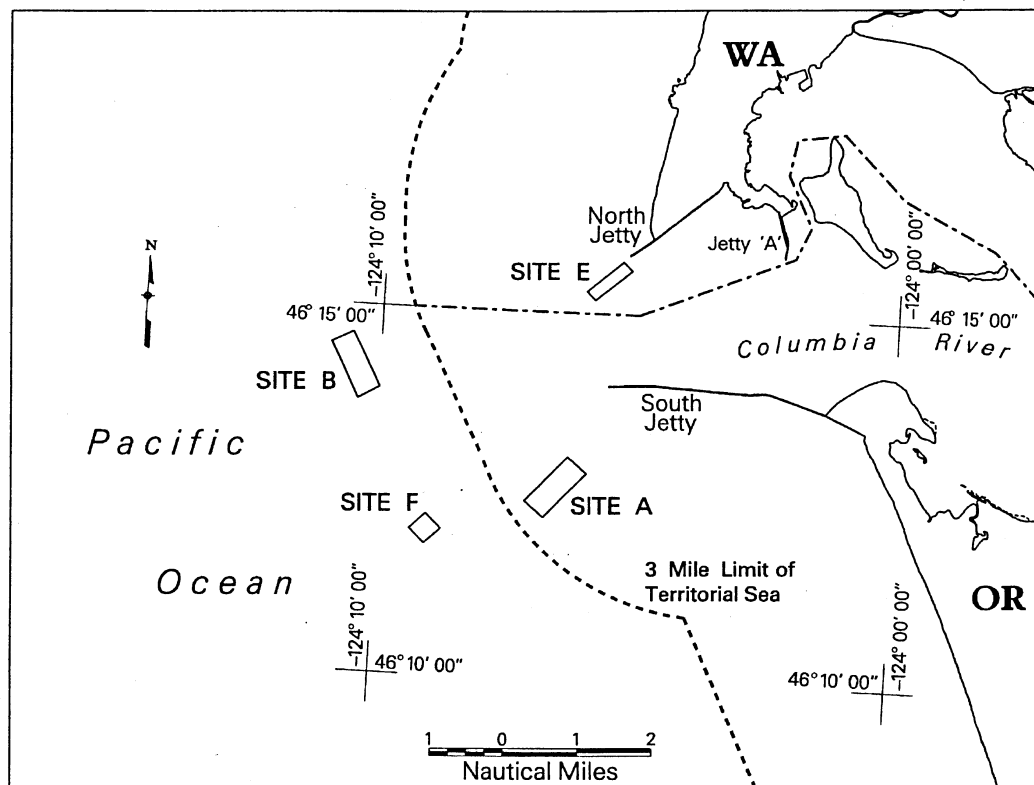 WA
North
Jetty
Jetty 'A'
SITE E
-124° 10' 00"
46° 15' 00"
-124° 00' 00"
46° 15' 00"
Columbia River
SITE B
South
Jetty
Pacific
SITE F
SITE A
Ocean
3 Mile Limit of
Territorial Sea
OR
-124° 10' 00"
46° 10' 00"
-124° 00' 00"
46° 10' 00"
N
1 0 1 2
Nautical Miles